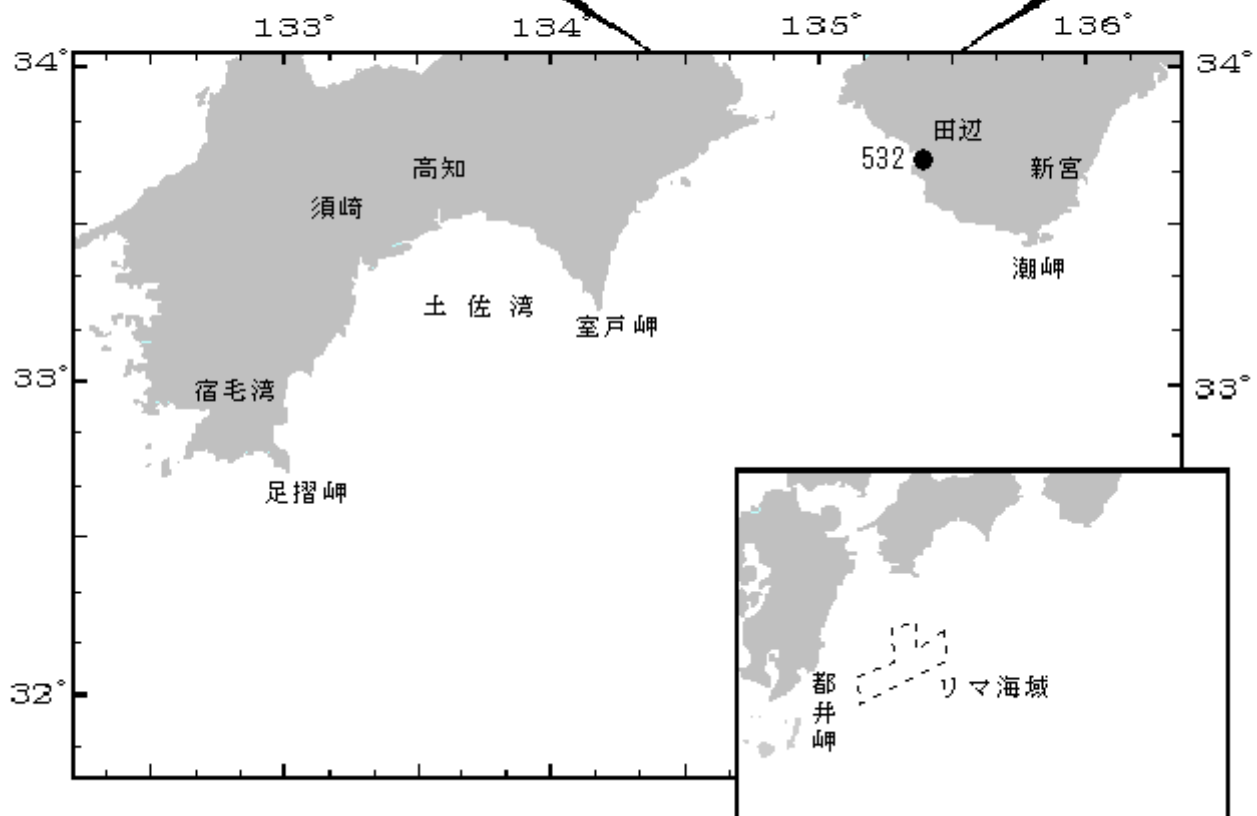 133° 134° 135° 136°
34° 34°
田辺
532
高知 新宮
須崎
潮岬
土佐湾
室戸岬
33° 33°
宿毛湾
足摺岬
32°
都井岬
リマ海域